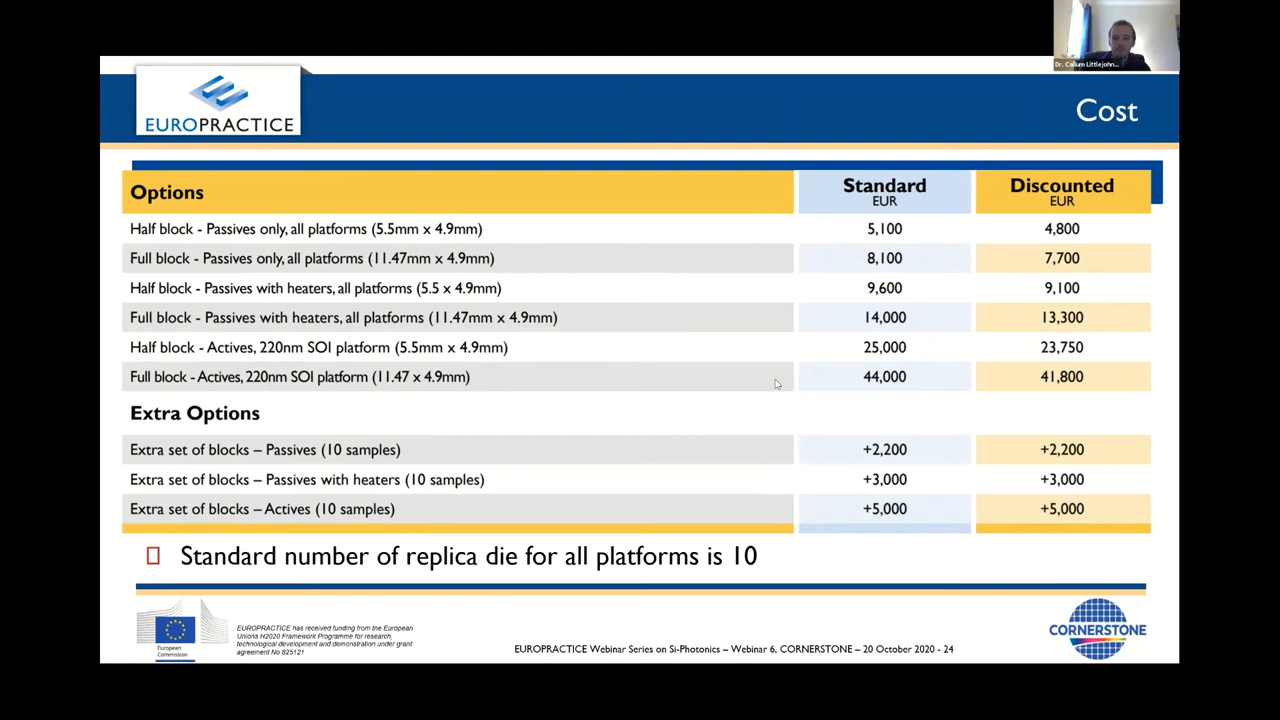 Dr. Callum Littlejohn...
EUROPRACTICE
Cost
Options Standard Discounted
EUR EUR
Half block - Passives only, all platforms (5.5mm x 4.9mm) 5,100 4,800
Full block - Passives only, all platforms (11.47mm x 4.9mm) 8,100 7,700
Half block - Passives with heaters, all platforms (5.5 x 4.9mm) 9,600 9,100
Full block - Passives with heaters, all platforms (11.47mm x 4.9mm) 14,000 13,300
Half block - Actives, 220nm SOI platform (5.5mm x 4.9mm) 25,000 23,750
Full block - Actives, 220nm SOI platform (11.47 x 4.9mm) 44,000 41,800
Extra Options
Extra set of blocks – Passives (10 samples) +2,200 +2,200
Extra set of blocks – Passives with heaters (10 samples) +3,000 +3,000
Extra set of blocks – Actives (10 samples) +5,000 +5,000
Standard number of replica die for all platforms is 10
European
Commission
EUROPRACTICE has received funding from the European
Unions H2020 Framework Programme for research,
technological development and demonstration under grant
agreement No 825121
EUROPRACTICE Webinar Series on Si-Photonics – Webinar 6, CORNERSTONE – 20 October 2020 - 24
CORNERSTONE